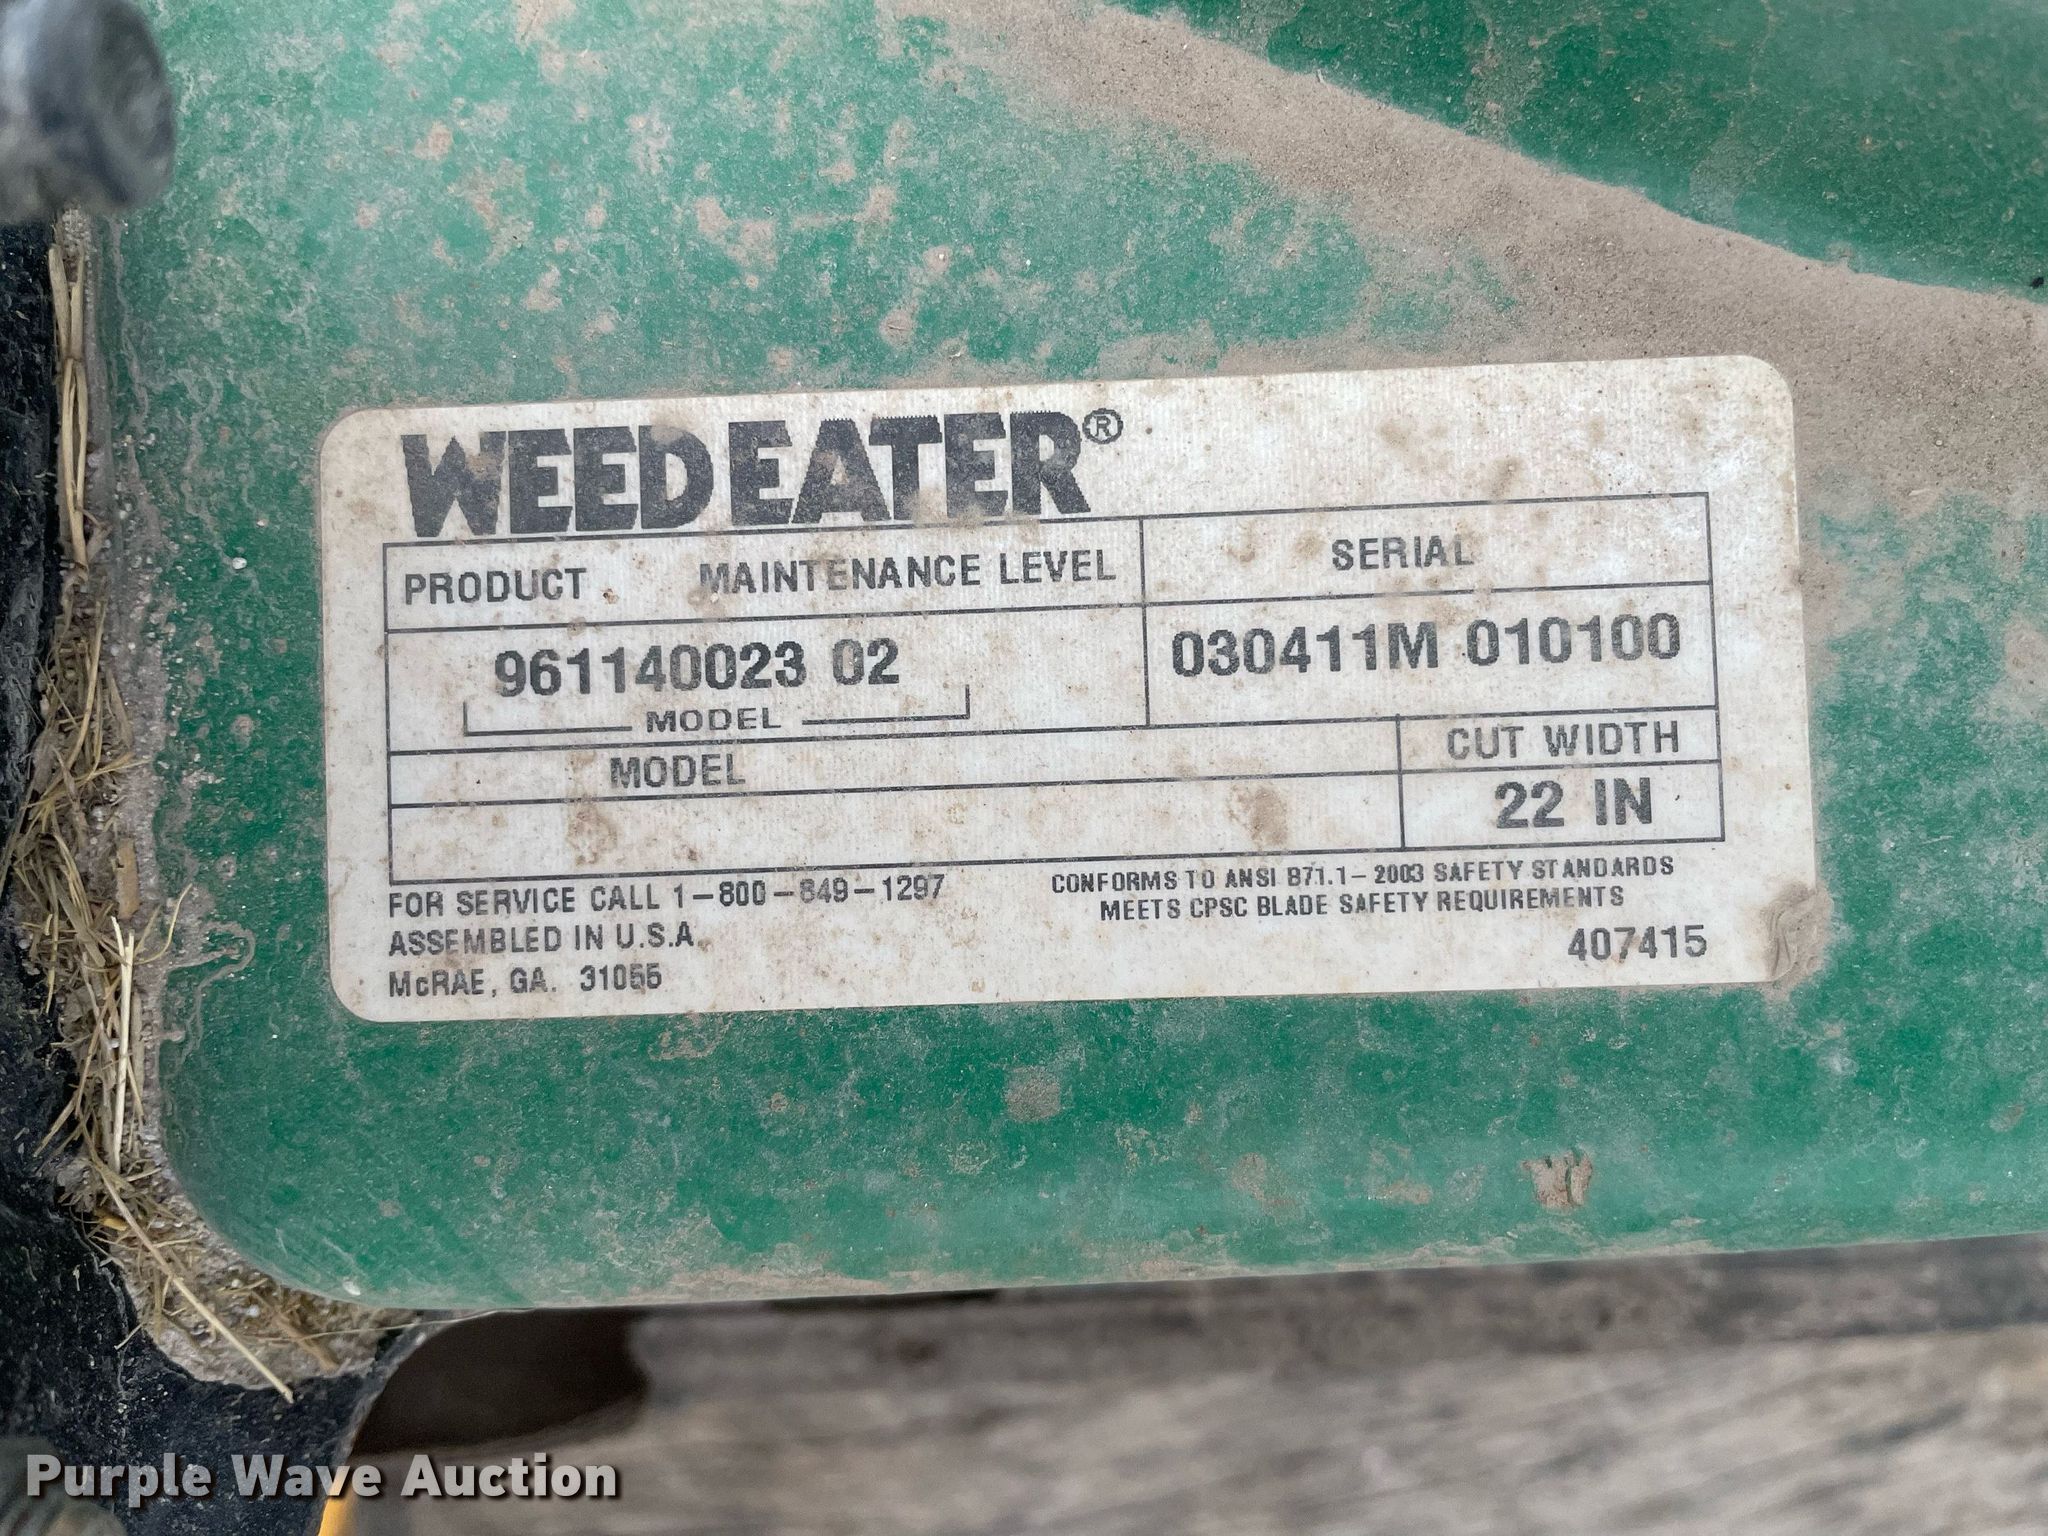 WEED EATER®
PRODUCT MAINTENANCE LEVEL SERIAL
961140023 02 030411M 010100
MODEL
MODEL CUT WIDTH
22 IN
FOR SERVICE CALL 1-800-849-1297
ASSEMBLED IN U.S.A.
McRAE, GA. 31055
CONFORMS TO ANSI B71.1-2003 SAFETY STANDARDS
MEETS CPSC BLADE SAFETY REQUIREMENTS
407415
Purple Wave Auction